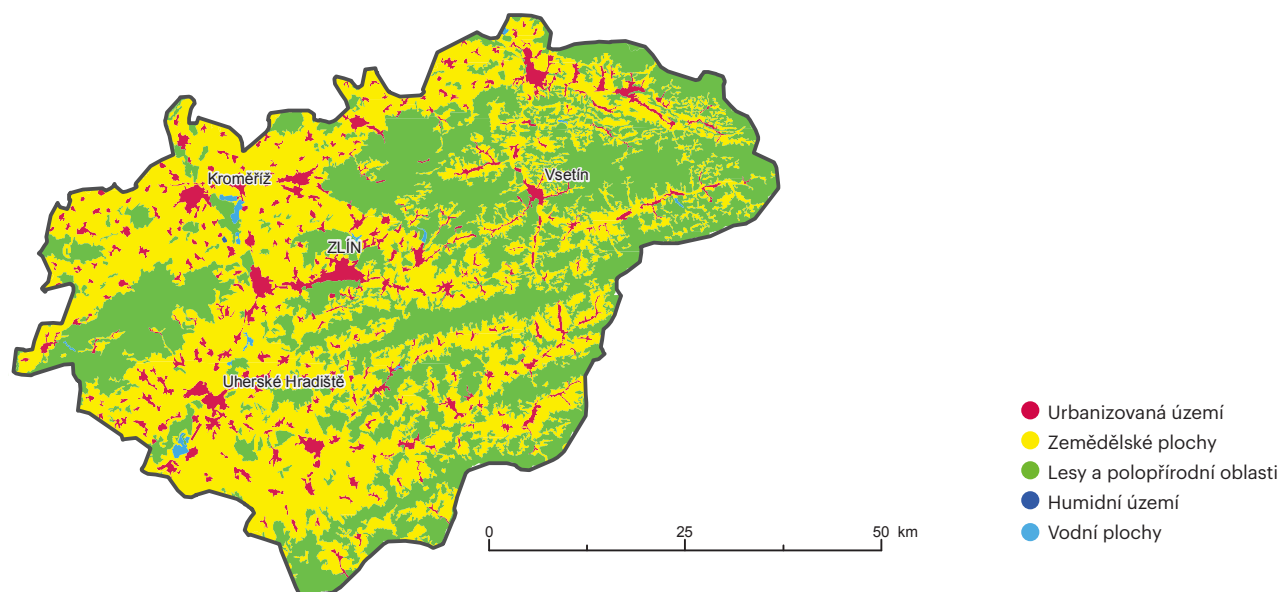 Kroměříž
Vsetín
ZLÍN
Uherské Hradiště
0 25 50 km
Urbanizovaná území
Zemědělské plochy
Lesy a polopřírodní oblasti
Humidní území
Vodní plochy